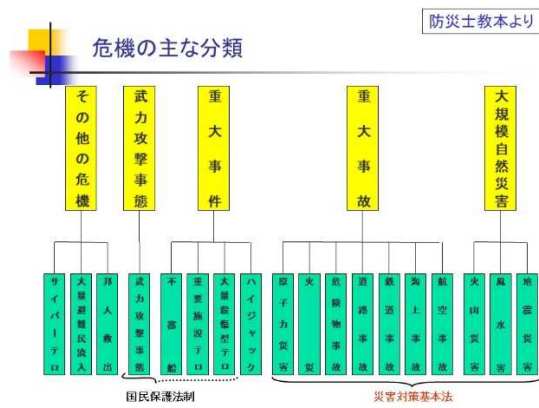 防災士教本より
危機の主な分類
その他の危機
武力攻撃事態
重大事件
重大事故
大規模自然災害
サイバーテロ
大量避難民流入
邦人救出
武力攻撃事態
不審船
重要施設テロ
大量殺傷型テロ
ハイジャック
原子力災害
火災
危険物事故
道路事故
鉄道事故
海上事故
航空事故
火山災害
風水害
地震災害
国民保護法制
災害対策基本法